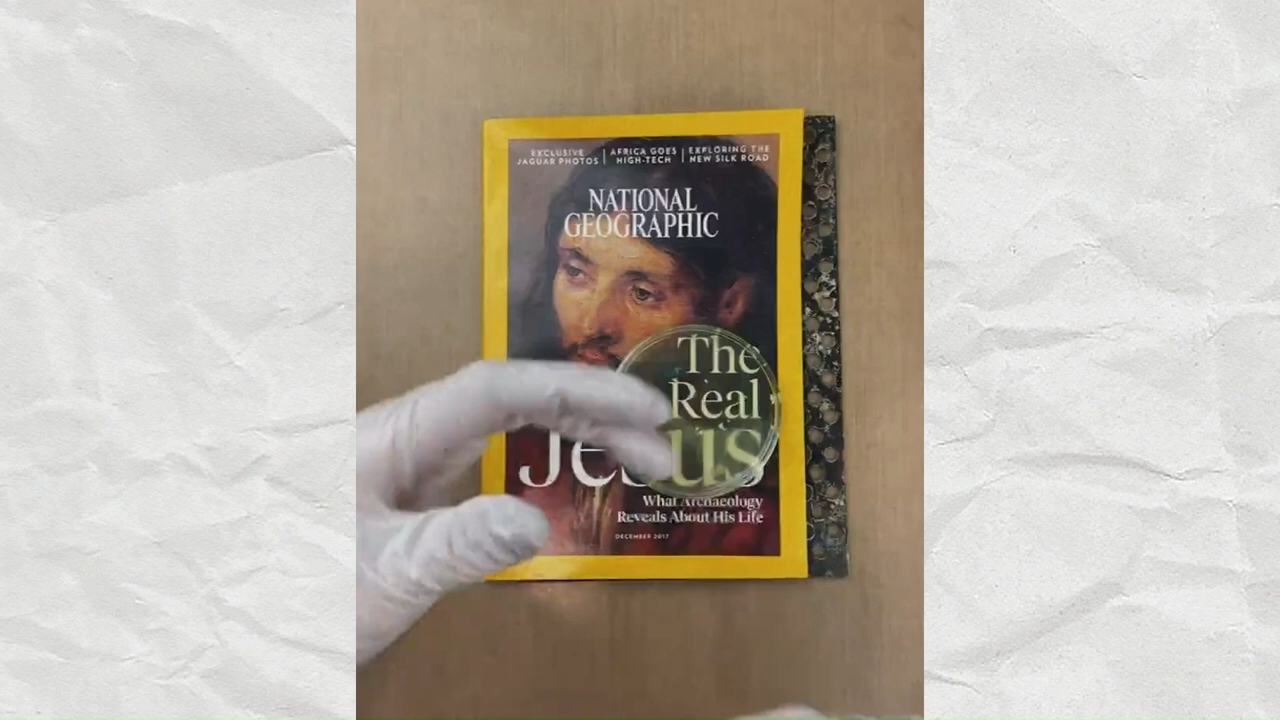 EXCLUSIVE
JAGUAR PHOTOS
AFRICA GOES
HIGH-TECH
EXPLORING THE
NEW SILK ROAD
NATIONAL
GEOGRAPHIC
The
Real
Jesus
What Archaeology
Reveals About His Life
DECEMBER 2017